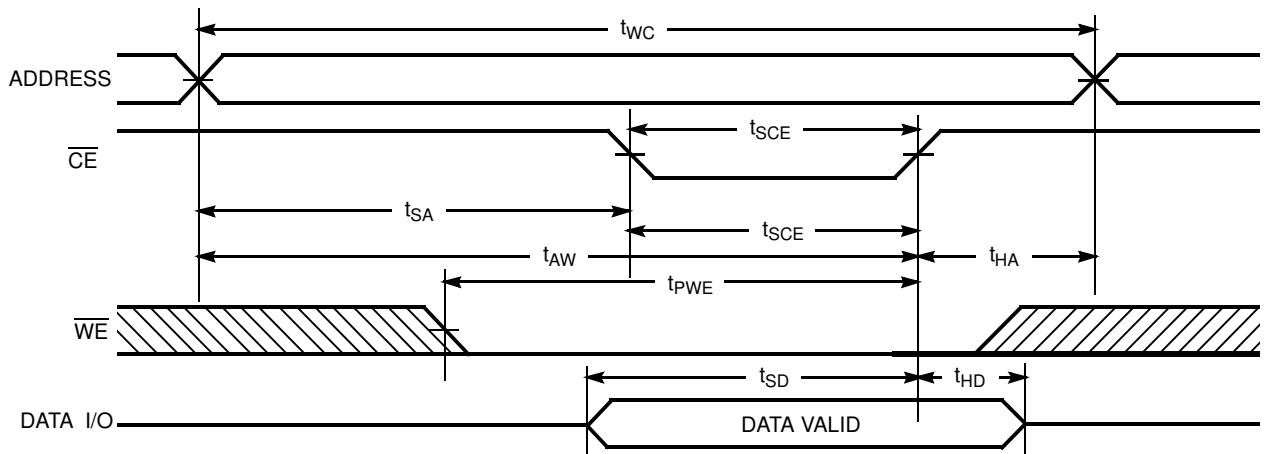 tWC
ADDRESS
tSCE
CE
tSA
tSCE
tAW
tHA
tPWE
WE
tSD
tHD
DATA I/O
DATA VALID